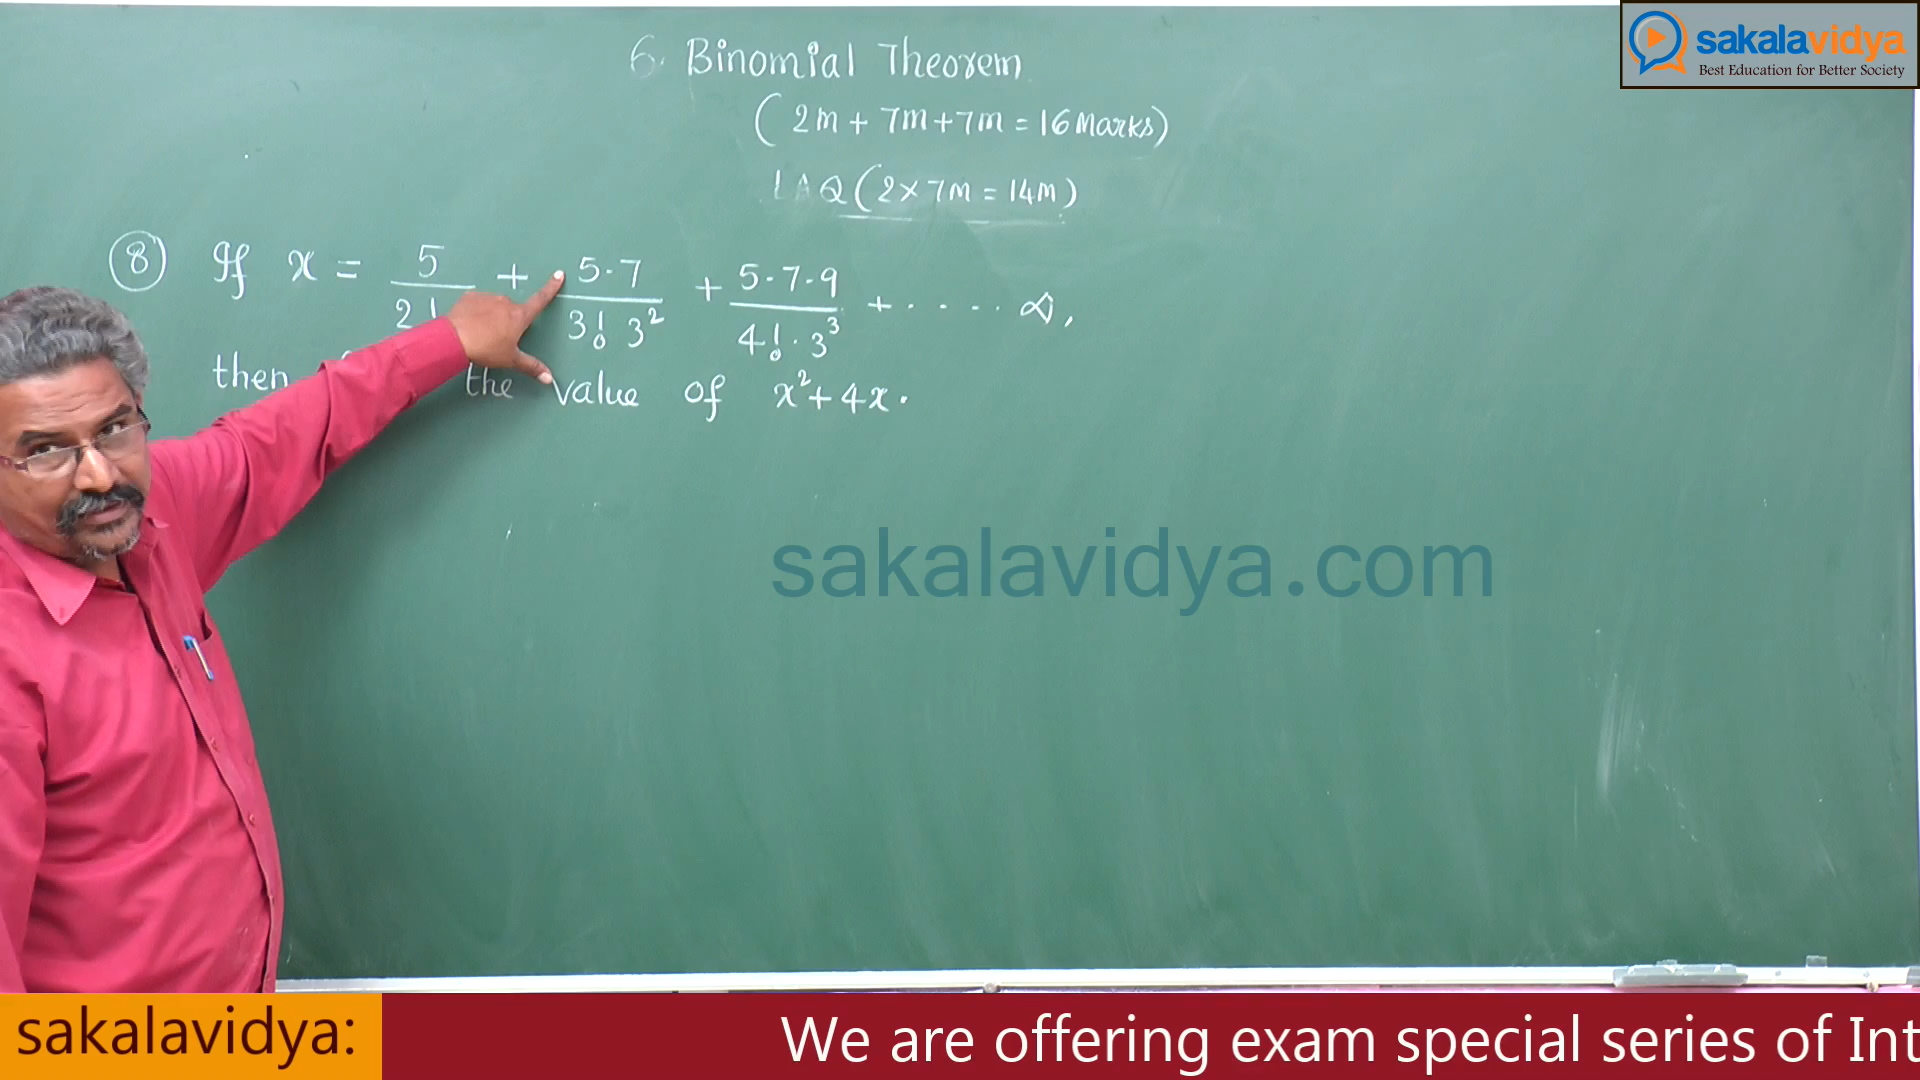 sakalavidya
Best Education for Better Society
6. Binomial Theorem
(2m + 7m + 7m = 16 Marks)
LAQ (2 × 7m = 14m)
⑧ If x = 5/2! + 5·7/3! 3² + 5·7·9/4!·3³ + ····· ∞,
then the value of x² + 4x.
sakalavidya.com
sakalavidya:
We are offering exam special series of Int